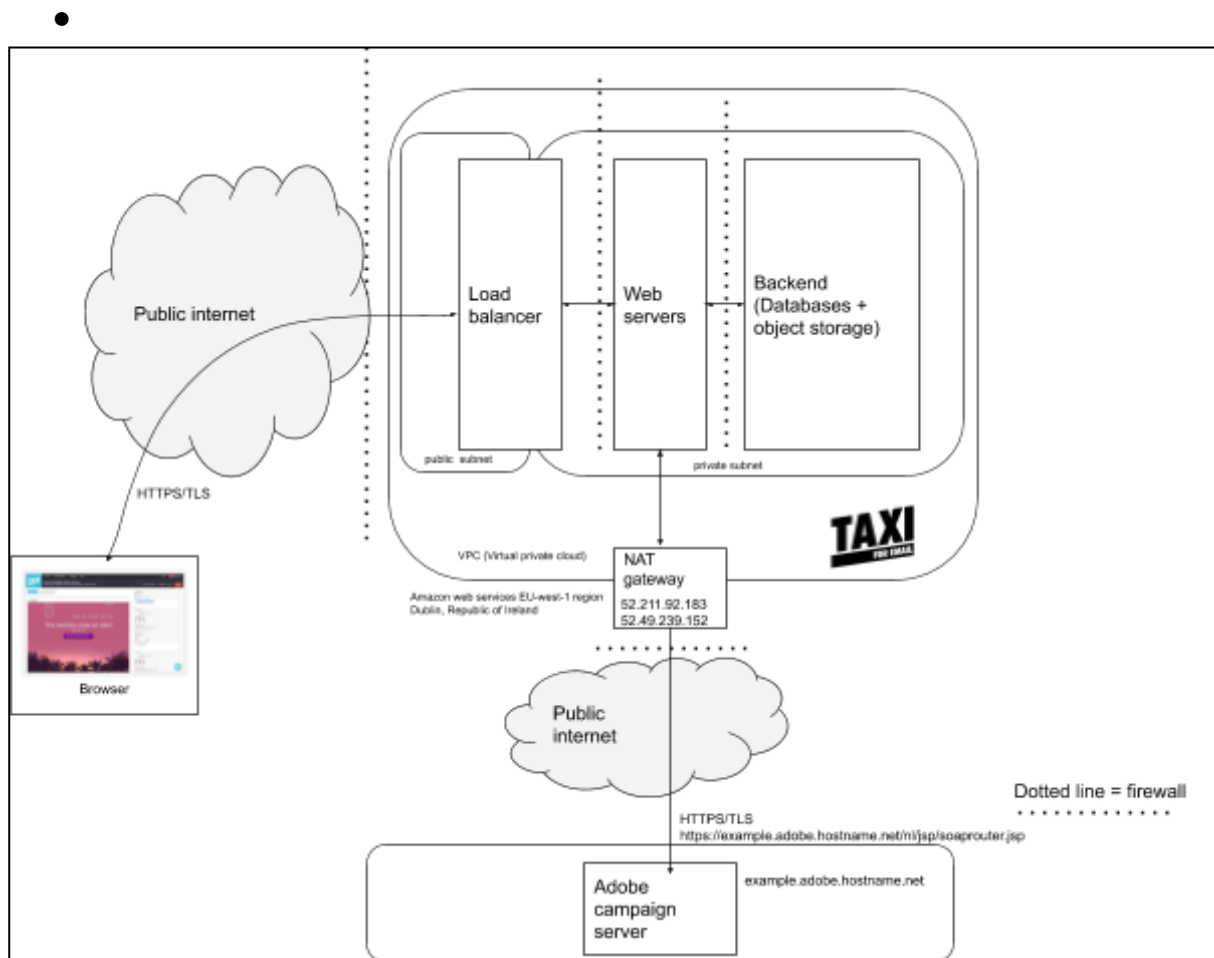 Public internet
Load
balancer
Web
servers
Backend
(Databases +
object storage)
public subnet
private subnet
HTTPS/TLS
TAXI
FOR EMAIL
VPC (Virtual private cloud)
NAT
gateway
52.211.92.183
52.49.239.152
Amazon web services EU-west-1 region
Dublin, Republic of Ireland
Browser
Public
internet
Dotted line = firewall
HTTPS/TLS
https://example.adobe.hostname.net/nl/jsp/soaprouter.jsp
Adobe
campaign
server
example.adobe.hostname.net